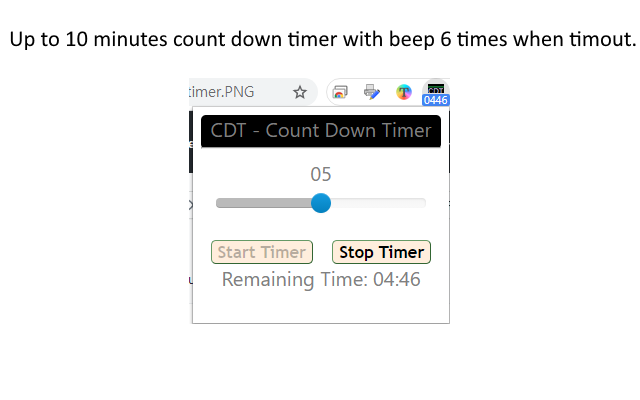 Up to 10 minutes count down timer with beep 6 times when timout.
timer.PNG
CDT
0446
CDT - Count Down Timer
05
Start Timer Stop Timer
Remaining Time: 04:46